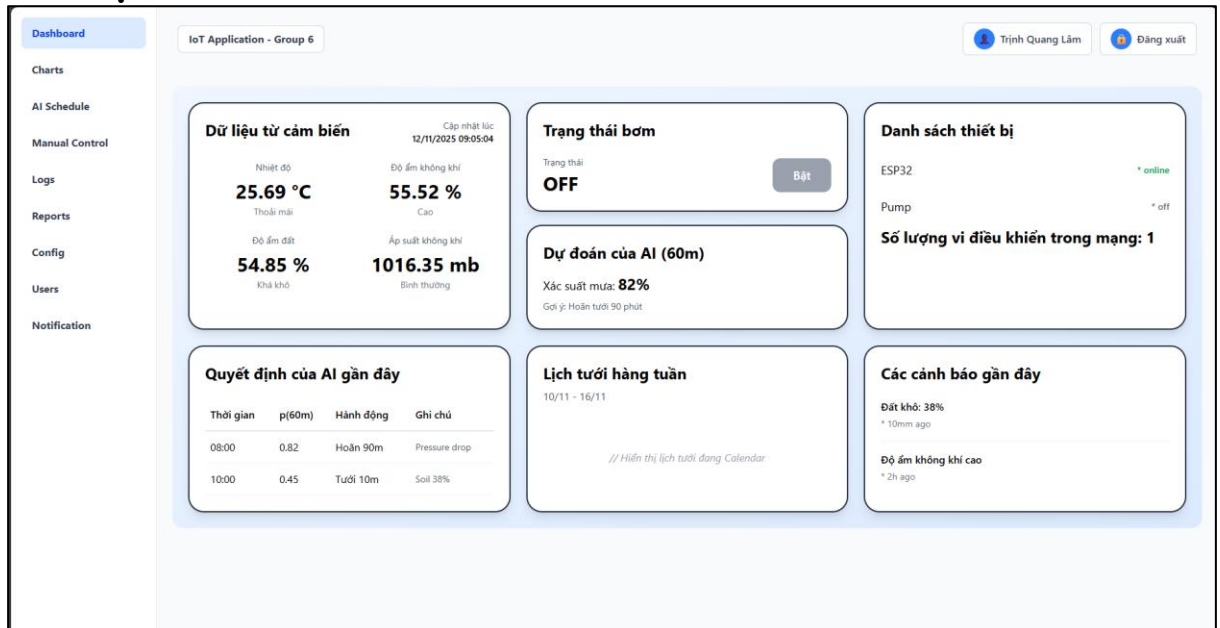 Dashboard
Charts
AI Schedule
Manual Control
Logs
Reports
Config
Users
Notification
IoT Application - Group 6
Trịnh Quang Lâm
Đăng xuất
Dữ liệu từ cảm biến
Cập nhật lúc
12/11/2025 09:05:04
Nhiệt độ
25.69 °C
Thoải mái
Độ ẩm không khí
55.52 %
Cao
Độ ẩm đất
54.85 %
Khá khô
Áp suất không khí
1016.35 mb
Bình thường
Trạng thái bơm
Trạng thái
OFF
Bật
Dự đoán của AI (60m)
Xác suất mưa: 82%
Gợi ý: Hoãn tưới 90 phút
Danh sách thiết bị
ESP32 * online
Pump * off
Số lượng vi điều khiển trong mạng: 1
Quyết định của AI gần đây
Thời gian p(60m) Hành động Ghi chú
08:00 0.82 Hoãn 90m Pressure drop
10:00 0.45 Tưới 10m Soil 38%
Lịch tưới hàng tuần
10/11 - 16/11
// Hiển thị lịch tưới dạng Calendar
Các cảnh báo gần đây
Đất khô: 38%
* 10mm ago
Độ ẩm không khí cao
* 2h ago